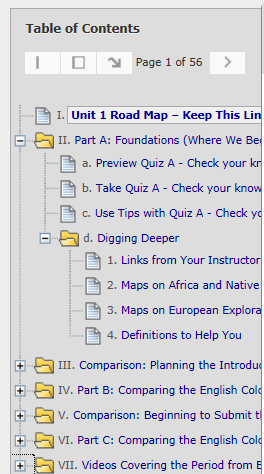 Table of Contents
Page 1 of 56
I. Unit 1 Road Map – Keep This Lin
II. Part A: Foundations (Where We Be
a. Preview Quiz A - Check your kn
b. Take Quiz A - Check your know
c. Use Tips with Quiz A - Check yo
d. Digging Deeper
1. Links from Your Instructor
2. Maps on Africa and Native
3. Maps on European Explora
4. Definitions to Help You
III. Comparison: Planning the Introduc
IV. Part B: Comparing the English Colo
V. Comparison: Beginning to Submit th
VI. Part C: Comparing the English Colo
VII. Videos Covering the Period from B